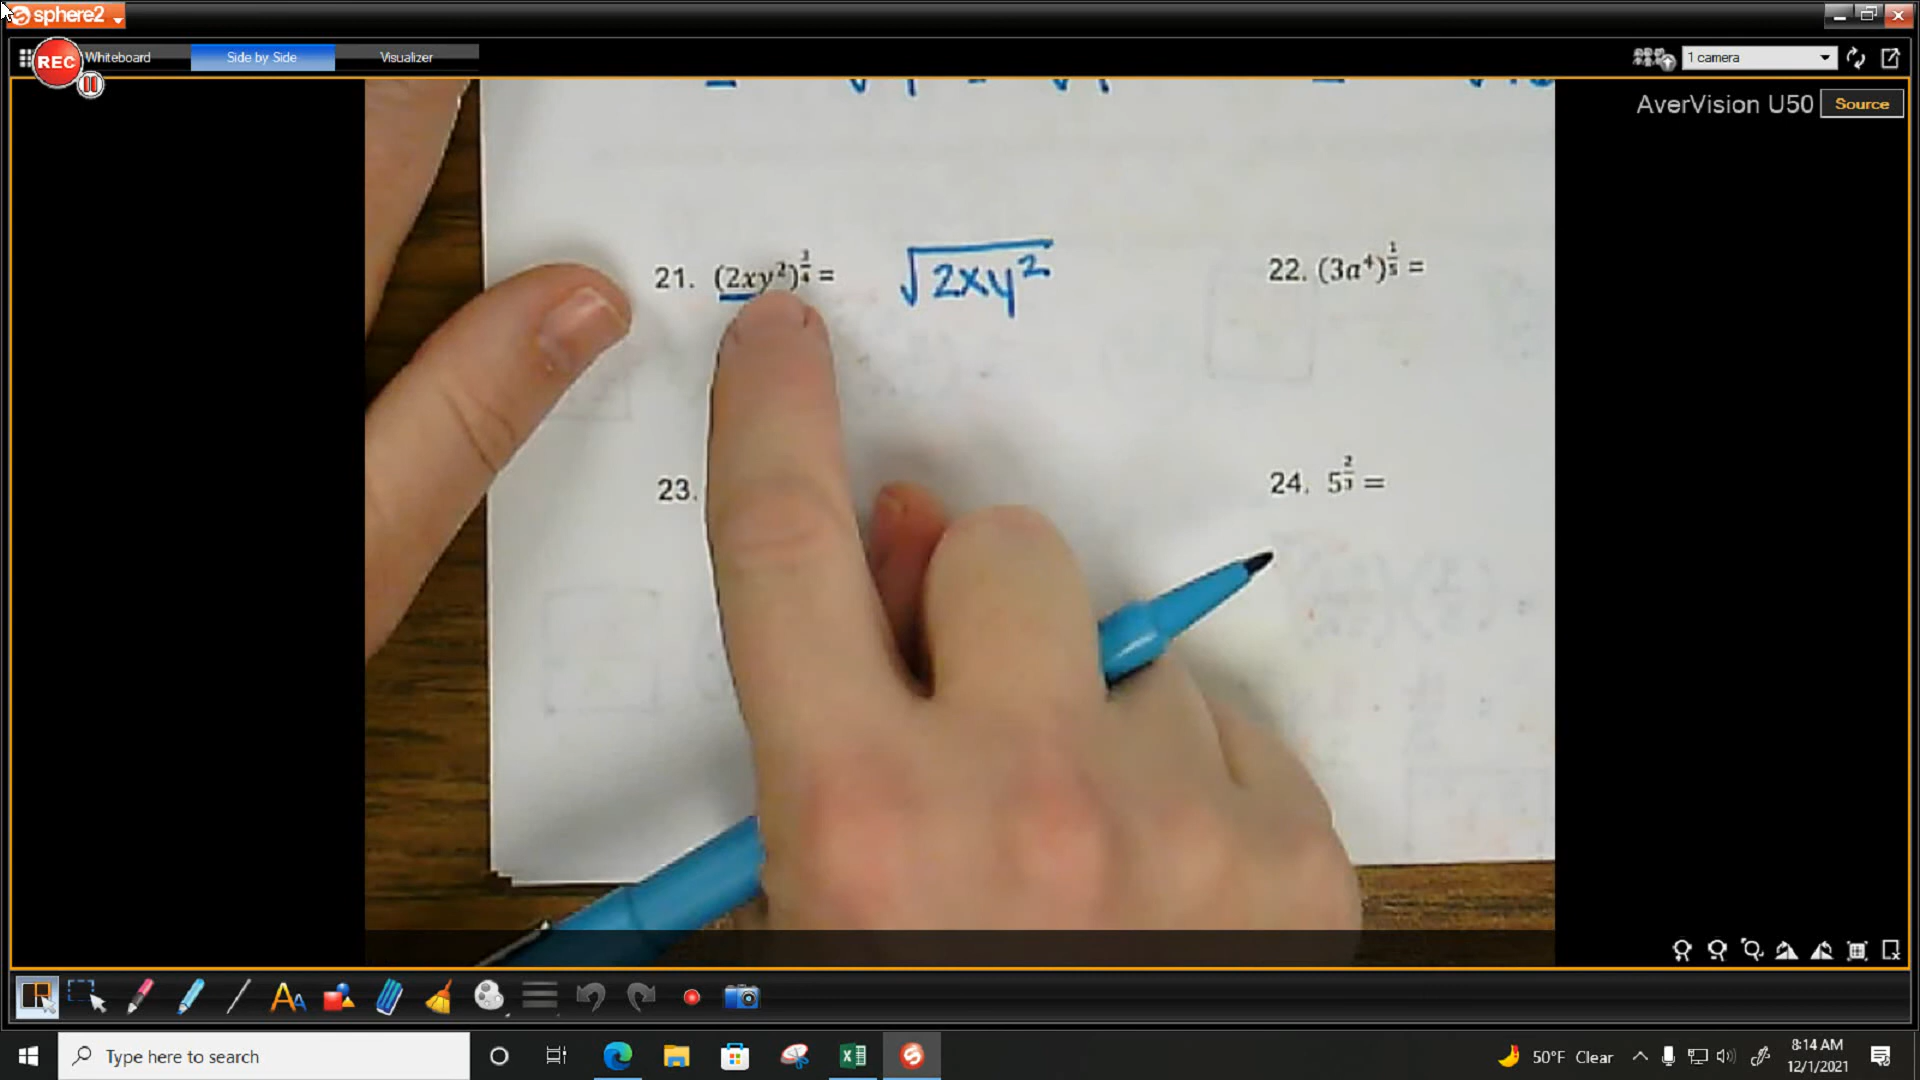 sphere2
REC
Whiteboard
Side by Side
Visualizer
1 camera
AverVision U50
Source
21. (2xy²)^{3/4} = √2xy²
22. (3a⁴)^{1/5} =
23.
24. 5^{2/3} =
Type here to search
50°F Clear
8:14 AM
12/1/2021